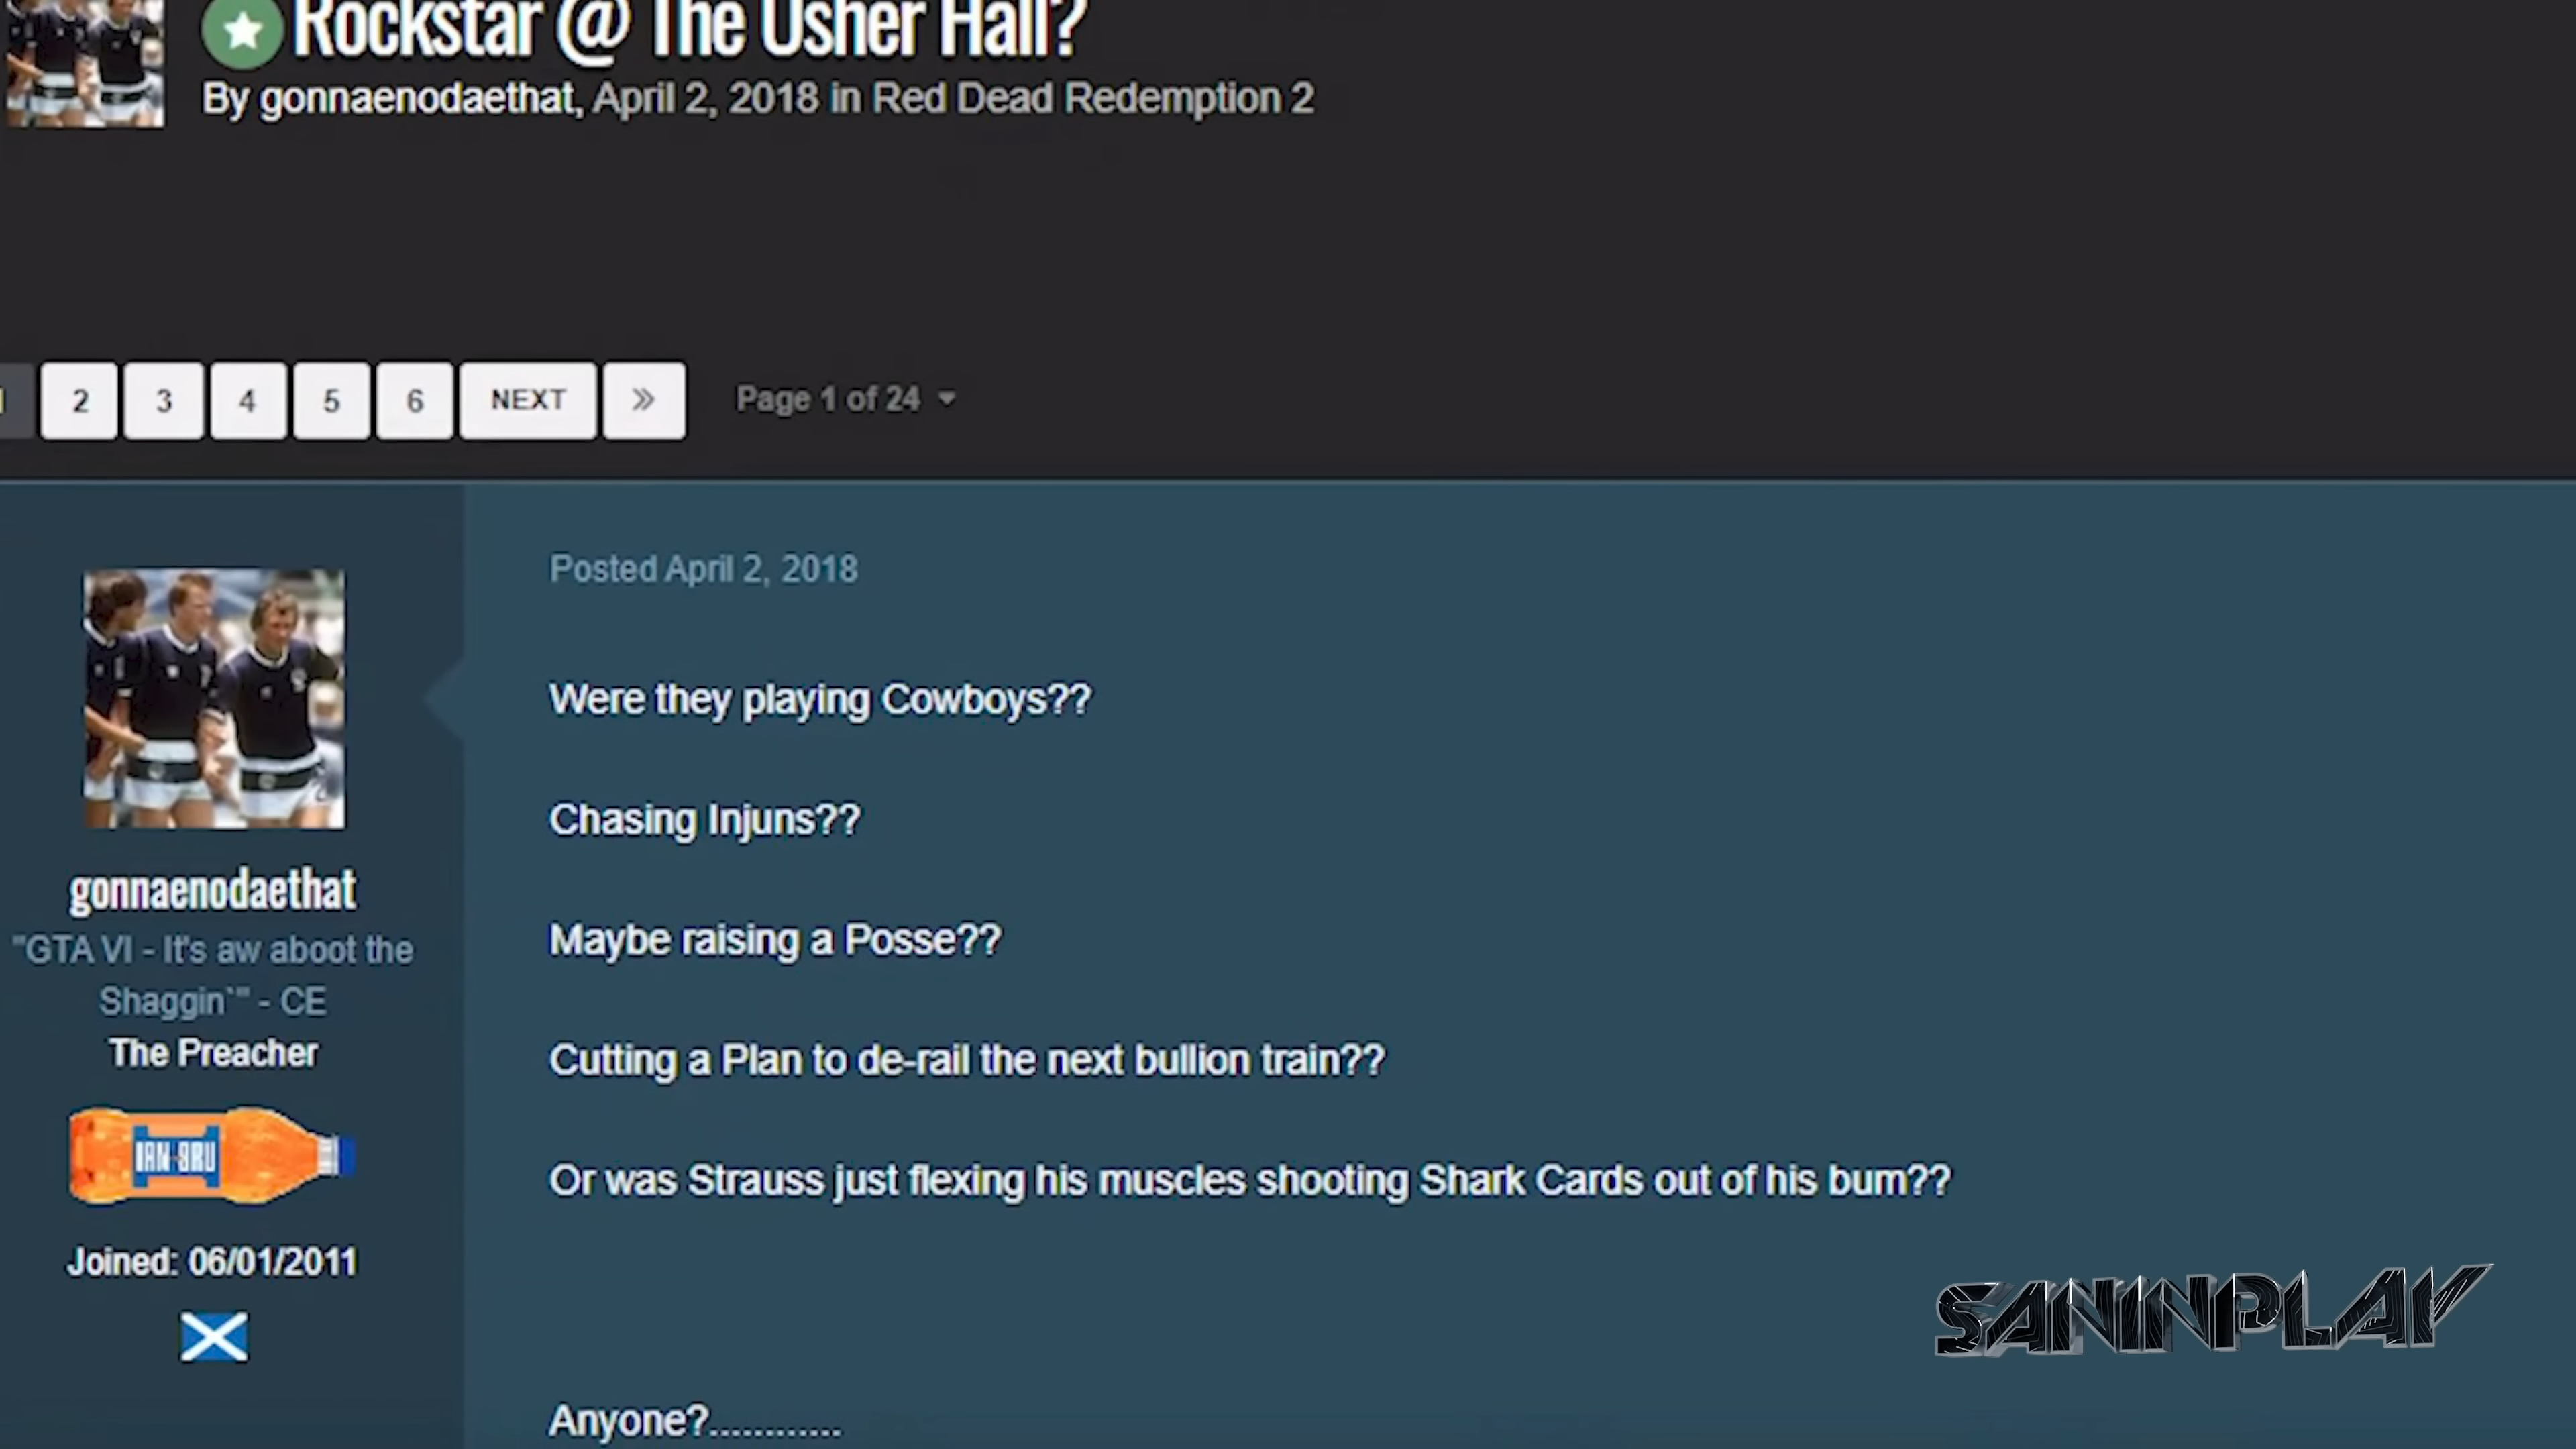 Rockstar @ The Usher Hall?
By gonnaenodaethat, April 2, 2018 in Red Dead Redemption 2
2 3 4 5 6 NEXT » Page 1 of 24
Posted April 2, 2018
Were they playing Cowboys??
Chasing Injuns??
Maybe raising a Posse??
Cutting a Plan to de-rail the next bullion train??
Or was Strauss just flexing his muscles shooting Shark Cards out of his bum??
Anyone?............
gonnaenodaethat
"GTA VI - It's aw aboot the
Shaggin`" - CE
The Preacher
IRN-BRU
Joined: 06/01/2011
SANINPLAY